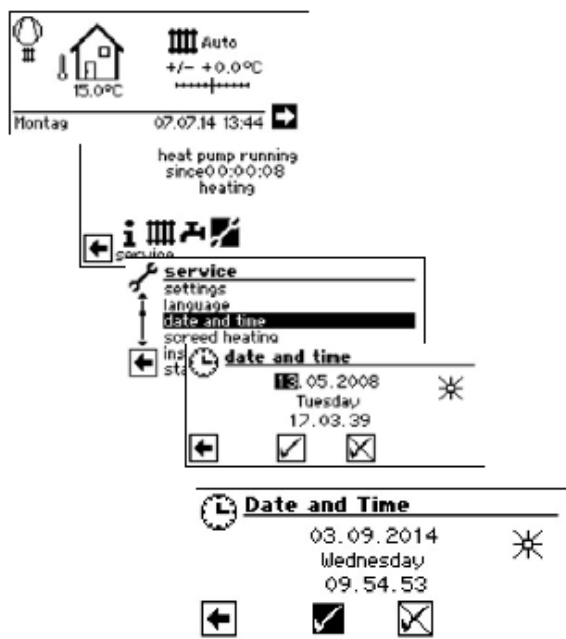 Auto
+/- +0.0°C
15.0°C
Montag 07.07.14 13:44
heat pump running
since00:00:08
heating
service
service
settings
language
date and time
screed heating
ins
sta
date and time
13.05.2008
Tuesday
17.03.39
Date and Time
03.09.2014
Wednesday
09.54.53